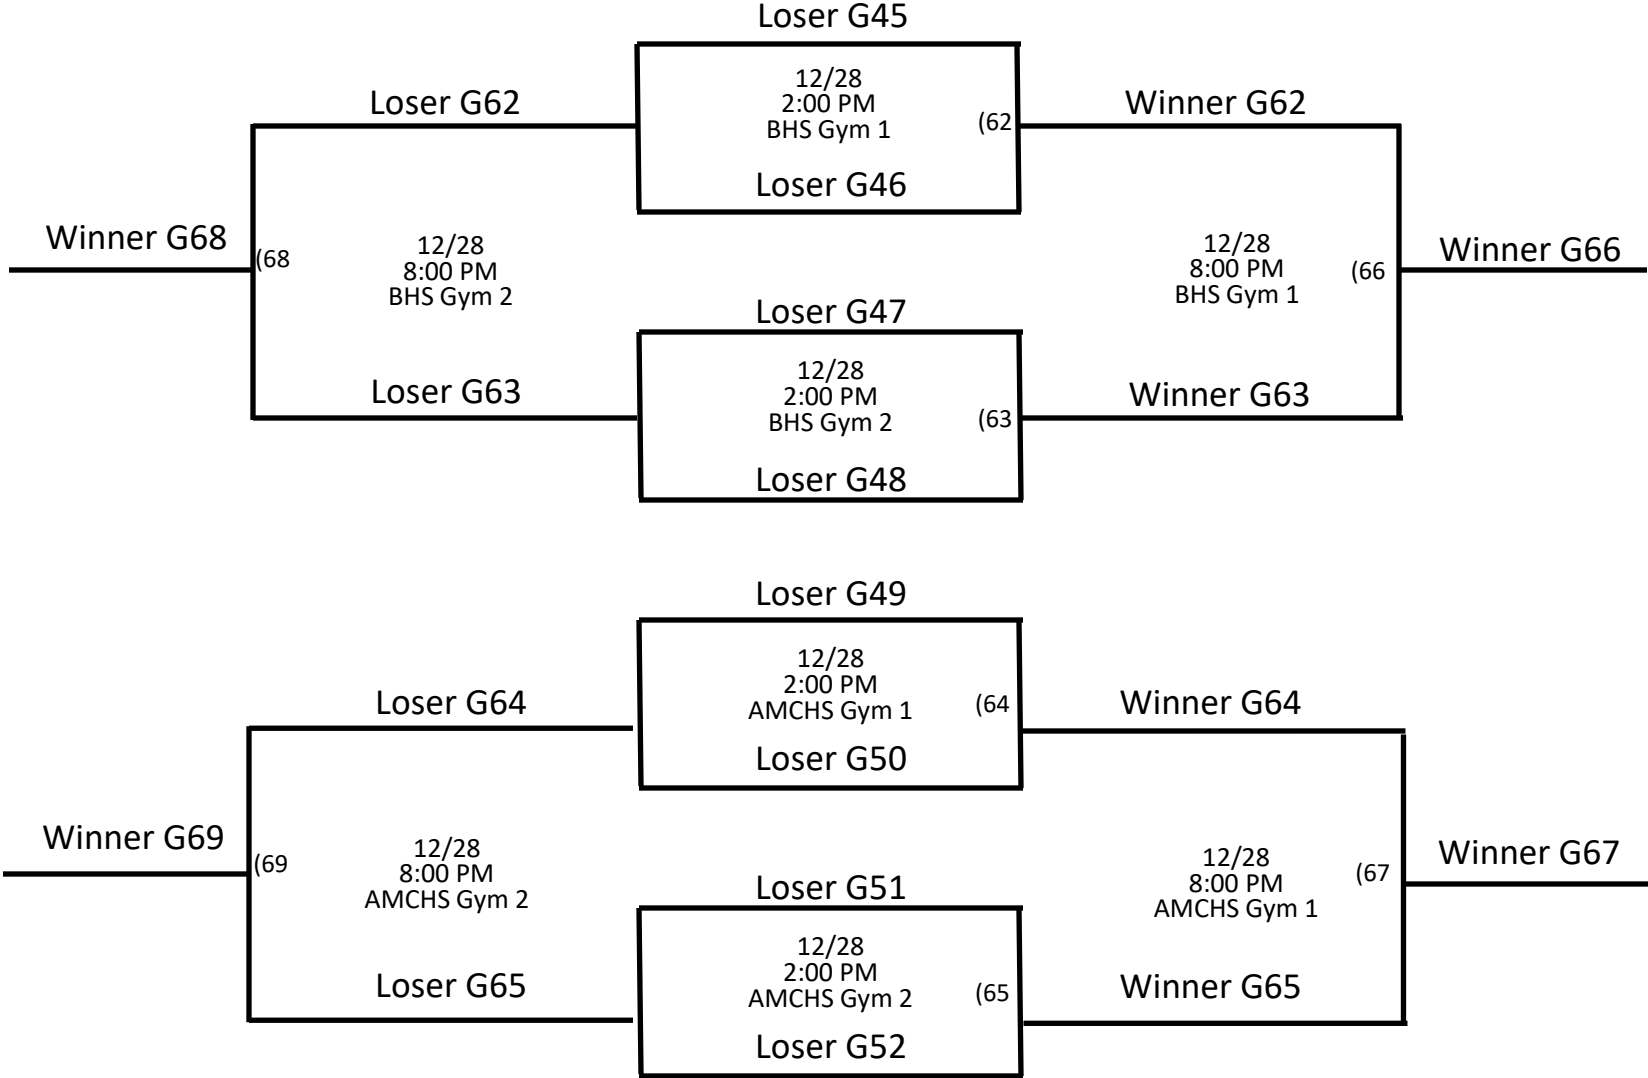 Loser G45
12/28
2:00 PM
BHS Gym 1
(62
Loser G46
Loser G62
Winner G62
Winner G68
(68
12/28
8:00 PM
BHS Gym 2
12/28
8:00 PM
BHS Gym 1
(66
Winner G66
Loser G47
12/28
2:00 PM
BHS Gym 2
(63
Loser G48
Loser G63
Winner G63
Loser G49
12/28
2:00 PM
AMCHS Gym 1
(64
Loser G50
Loser G64
Winner G64
Winner G69
(69
12/28
8:00 PM
AMCHS Gym 2
12/28
8:00 PM
AMCHS Gym 1
(67
Winner G67
Loser G51
12/28
2:00 PM
AMCHS Gym 2
(65
Loser G52
Loser G65
Winner G65